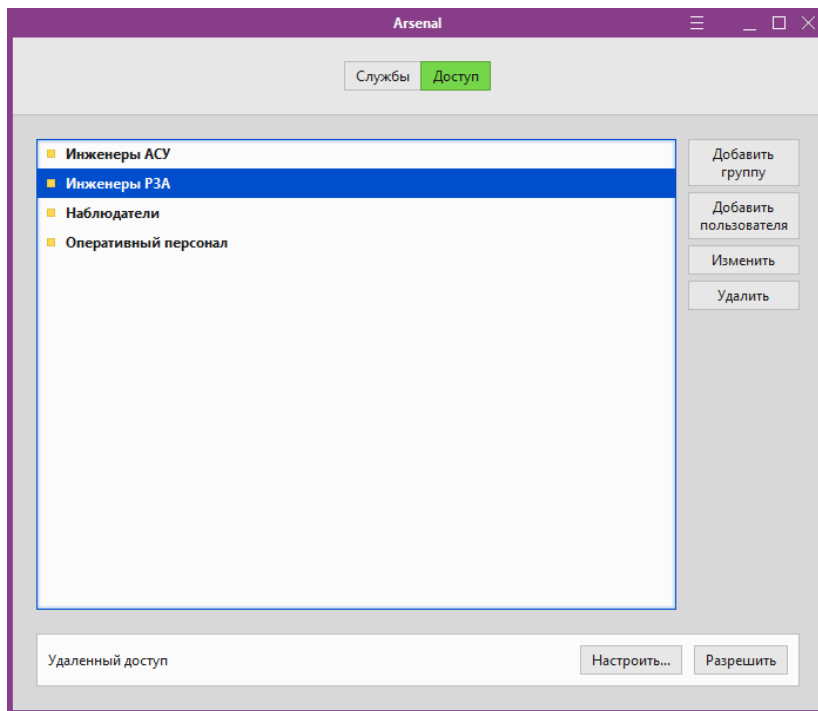 Arsenal
Службы Доступ
Инженеры АСУ
Инженеры РЗА
Наблюдатели
Оперативный персонал
Добавить
группу
Добавить
пользователя
Изменить
Удалить
Удаленный доступ
Настроить...
Разрешить